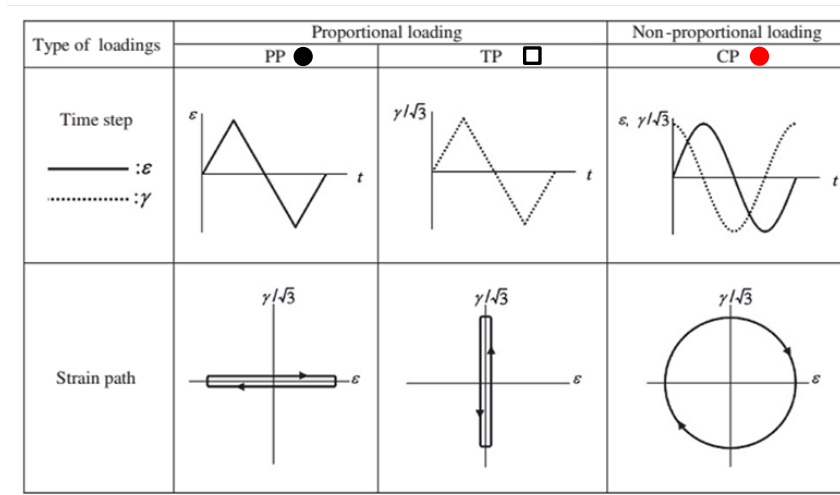 Type of loadings
Proportional loading
Non-proportional loading
PP
TP
CP
Time step
:ε
:γ
ε
t
γ/√3
t
ε, γ/√3
t
Strain path
γ/√3
ε
γ/√3
ε
γ/√3
ε